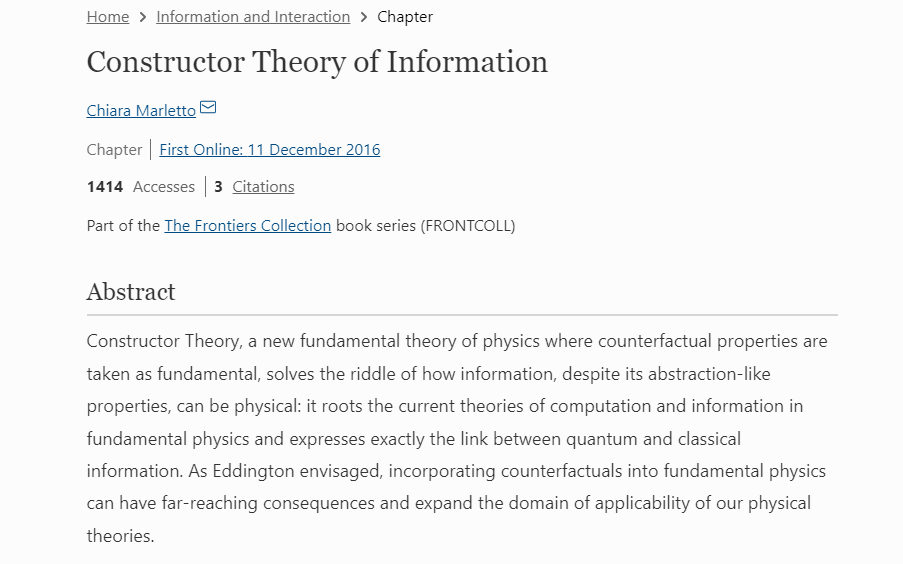 Home > Information and Interaction > Chapter
Constructor Theory of Information
Chiara Marletto
Chapter | First Online: 11 December 2016
1414 Accesses | 3 Citations
Part of the The Frontiers Collection book series (FRONTCOLL)
Abstract
Constructor Theory, a new fundamental theory of physics where counterfactual properties are
taken as fundamental, solves the riddle of how information, despite its abstraction-like
properties, can be physical: it roots the current theories of computation and information in
fundamental physics and expresses exactly the link between quantum and classical
information. As Eddington envisaged, incorporating counterfactuals into fundamental physics
can have far-reaching consequences and expand the domain of applicability of our physical
theories.